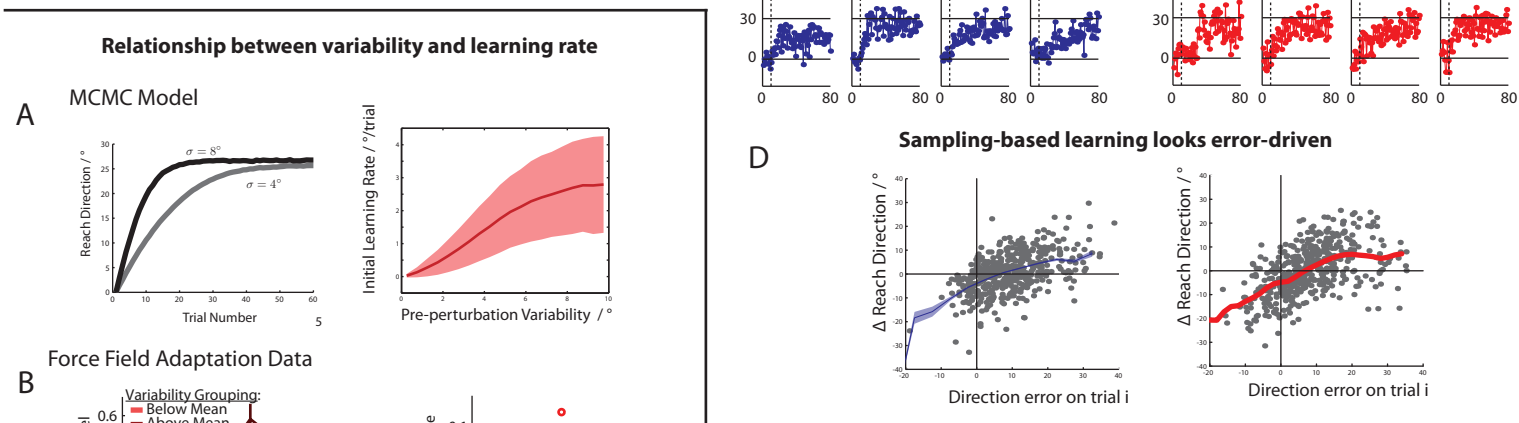 Relationship between variability and learning rate
A
MCMC Model
Reach Direction / °
30
25
20
15
10
5
0
σ = 8°
σ = 4°
0 10 20 30 40 50 60
Trial Number
5
Initial Learning Rate / °/trial
4
3
2
1
0
0 2 4 6 8 10
Pre-perturbation Variability / °
Force Field Adaptation Data
B
Variability Grouping:
Below Mean
Above Mean
0.6
30
0
0 80 0 80 0 80 0 80
30
0
0 80 0 80 0 80 0 80
Sampling-based learning looks error-driven
D
Δ Reach Direction / °
40
30
20
10
0
-10
-20
-30
-40
-20 -10 0 10 20 30 40
Direction error on trial i
Δ Reach Direction / °
40
30
20
10
0
-10
-20
-30
-40
-20 -10 0 10 20 30 40
Direction error on trial i